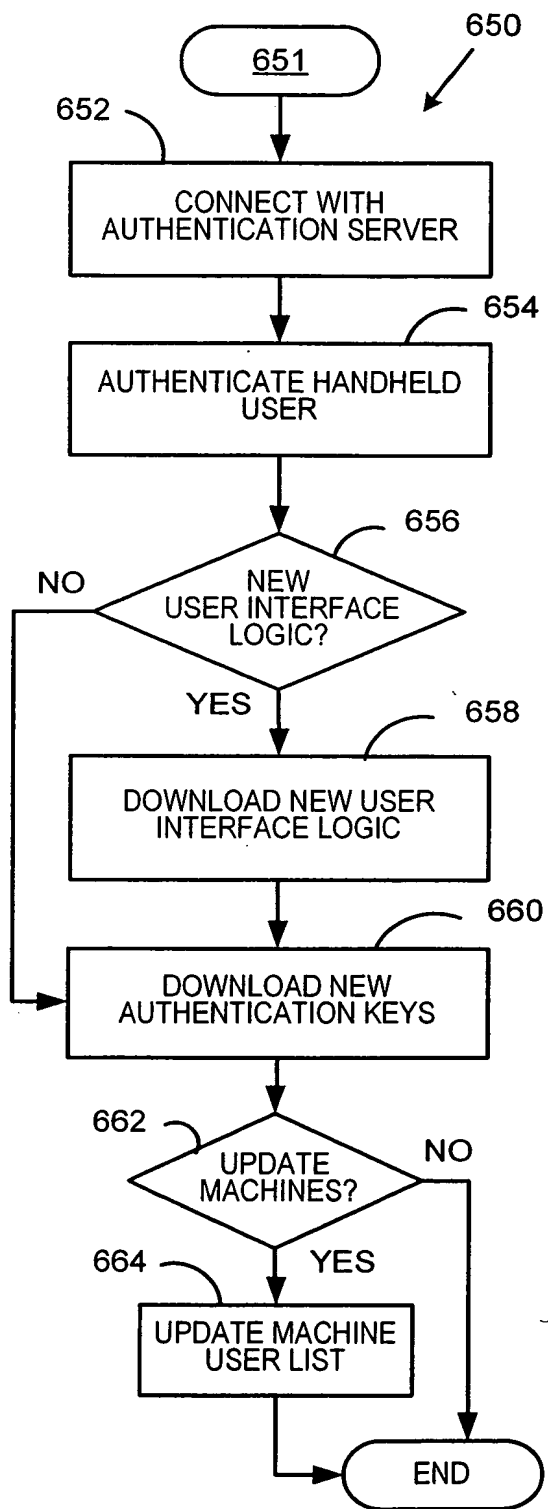 650
651
652
CONNECT WITH
AUTHENTICATION SERVER
654
AUTHENTICATE HANDHELD
USER
656
NO
NEW
USER INTERFACE
LOGIC?
YES
658
DOWNLOAD NEW USER
INTERFACE LOGIC
660
DOWNLOAD NEW
AUTHENTICATION KEYS
662
NO
UPDATE
MACHINES?
YES
664
UPDATE MACHINE
USER LIST
END